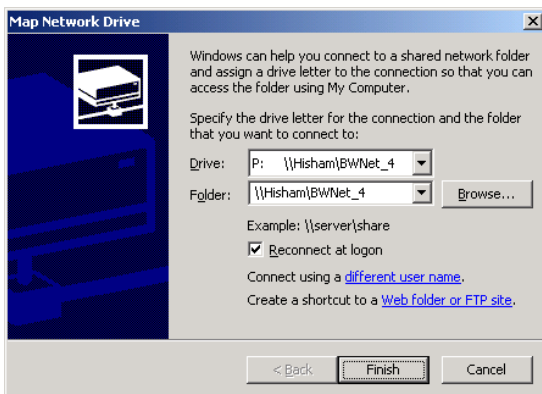 Map Network Drive
Windows can help you connect to a shared network folder
and assign a drive letter to the connection so that you can
access the folder using My Computer.
Specify the drive letter for the connection and the folder
that you want to connect to:
Drive: P: \\Hisham\BWNet_4
Folder: \\Hisham\BWNet_4 Browse...
Example: \\server\share
Reconnect at logon
Connect using a different user name.
Create a shortcut to a Web folder or FTP site.
< Back Finish Cancel